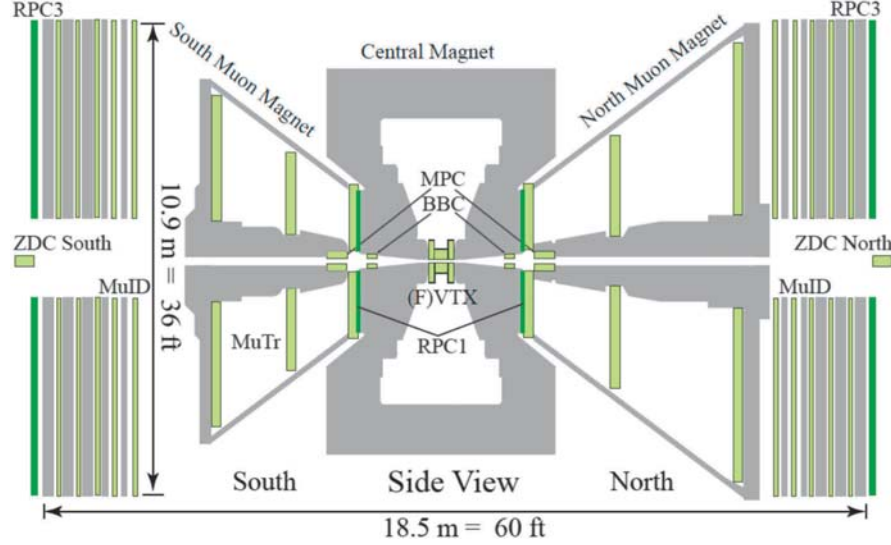 RPC3
RPC3
South Muon Magnet
Central Magnet
North Muon Magnet
MPC
BBC
10.9 m = 36 ft
ZDC South
ZDC North
MuID
MuID
(F)VTX
MuTr
RPC1
South
Side View
North
18.5 m = 60 ft